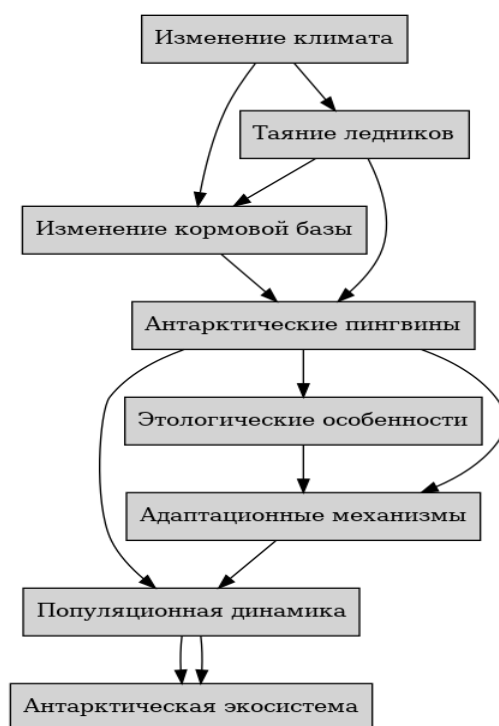 Изменение климата
Таяние ледников
Изменение кормовой базы
Антарктические пингвины
Этологические особенности
Адаптационные механизмы
Популяционная динамика
Антарктическая экосистема